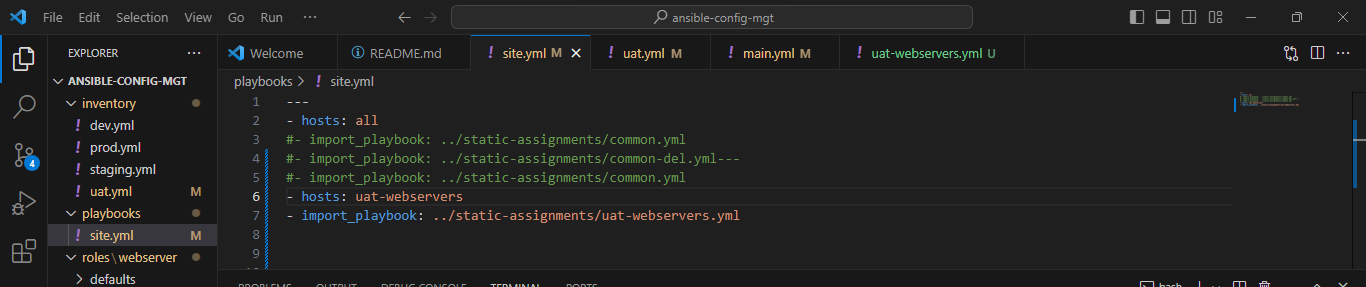 File Edit Selection View Go Run ··· ansible-config-mgt
EXPLORER ···
Welcome
README.md
! site.yml M
! uat.yml M
! main.yml M
! uat-webservers.yml U
ANSIBLE-CONFIG-MGT
inventory
! dev.yml
! prod.yml
! staging.yml
! uat.yml M
playbooks
! site.yml M
roles\webserver
defaults
4
playbooks > ! site.yml
1 ---
2 - hosts: all
3 #- import_playbook: ../static-assignments/common.yml
4 #- import_playbook: ../static-assignments/common-del.yml---
5 #- import_playbook: ../static-assignments/common.yml
6 - hosts: uat-webservers
7 - import_playbook: ../static-assignments/uat-webservers.yml
8
9
10
PROBLEMS OUTPUT DEBUG CONSOLE TERMINAL PORTS bash